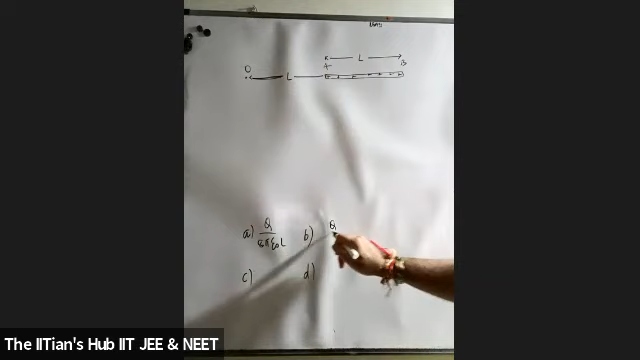 L
A B
O
L
a) Q/8πε₀L b) Q
c) d)
The IITian's Hub IIT JEE & NEET